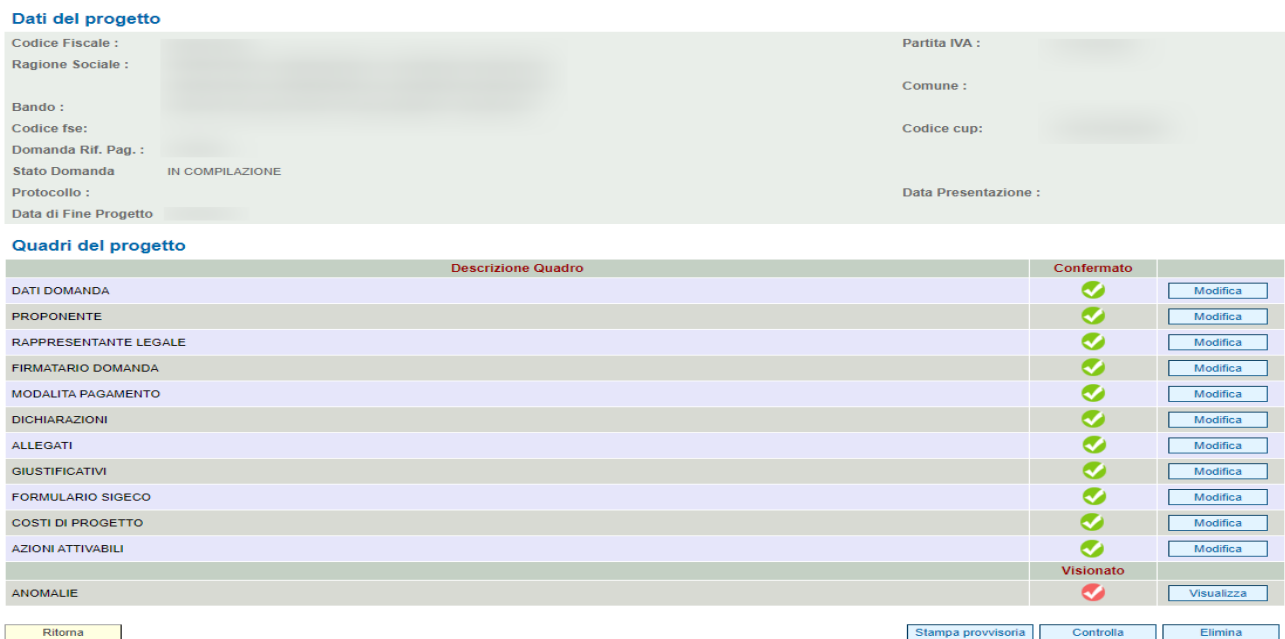 Dati del progetto
Codice Fiscale : Partita IVA :
Ragione Sociale :
Comune :
Bando :
Codice fse: Codice cup:
Domanda Rif. Pag. :
Stato Domanda IN COMPILAZIONE
Protocollo : Data Presentazione :
Data di Fine Progetto
Quadri del progetto
Descrizione Quadro Confermato
DATI DOMANDA Modifica
PROPONENTE Modifica
RAPPRESENTANTE LEGALE Modifica
FIRMATARIO DOMANDA Modifica
MODALITA PAGAMENTO Modifica
DICHIARAZIONI Modifica
ALLEGATI Modifica
GIUSTIFICATIVI Modifica
FORMULARIO SIGECO Modifica
COSTI DI PROGETTO Modifica
AZIONI ATTIVABILI Modifica
Visionato
ANOMALIE Visualizza
Ritorna Stampa provvisoria Controlla Elimina